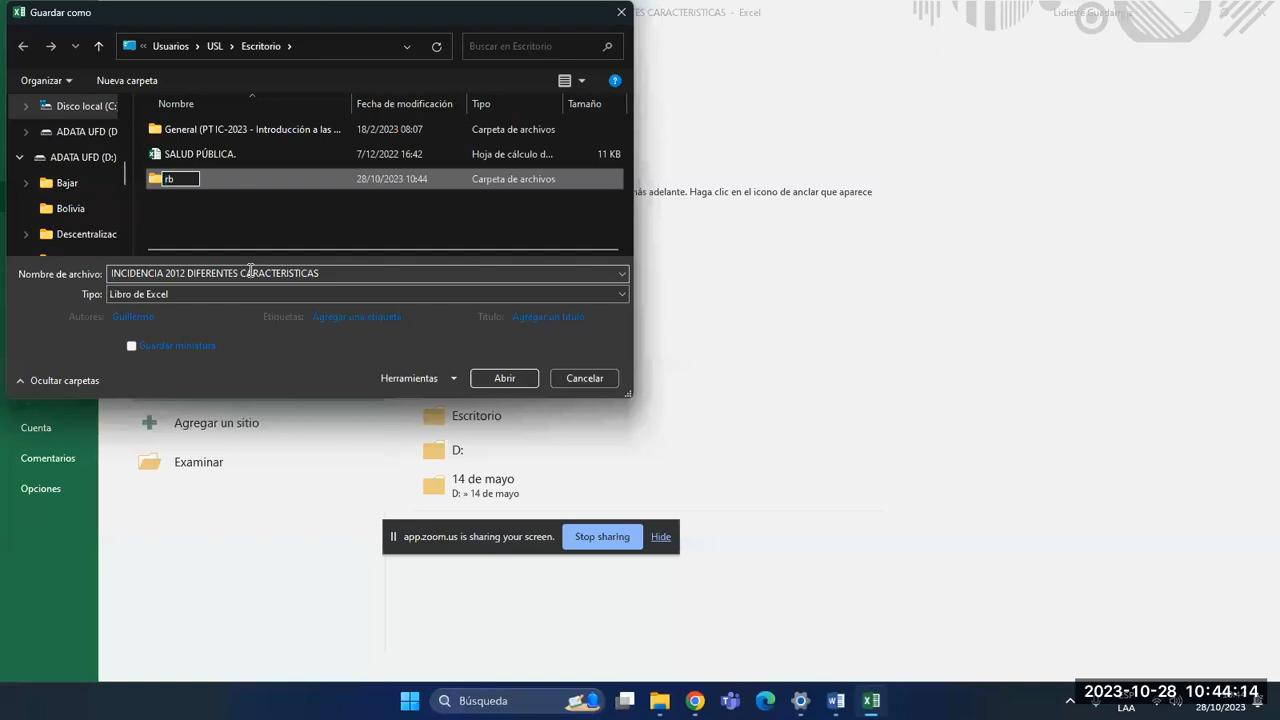 Guardar como
CARACTERISTICAS - Excel
Usuarios > USL > Escritorio >
Buscar en Escritorio
Organizar
Nueva carpeta
Nombre
Fecha de modificación
Tipo
Tamaño
Disco local (C:
ADATA UFD (D
ADATA UFD (D:)
Bajar
Bolivia
Descentralizac
General (PT IC-2023 - Introducción a las ...
18/2/2023 08:07
Carpeta de archivos
SALUD PÚBLICA.
7/12/2022 16:42
Hoja de cálculo d...
11 KB
rb
28/10/2023 10:44
Carpeta de archivos
más adelante. Haga clic en el icono de anclar que aparece
Nombre de archivo:
INCIDENCIA 2012 DIFERENTES CARACTERISTICAS
Tipo:
Libro de Excel
Autores:
Guillermo
Etiquetas:
Agregar una etiqueta
Título:
Agregar un título
Guardar miniatura
Ocultar carpetas
Herramientas
Abrir
Cancelar
Cuenta
Comentarios
Opciones
Agregar un sitio
Examinar
Escritorio
D:
14 de mayo
D: » 14 de mayo
app.zoom.us is sharing your screen.
Stop sharing
Hide
Búsqueda
2023-10-28 10:44:14
LAA
28/10/2023